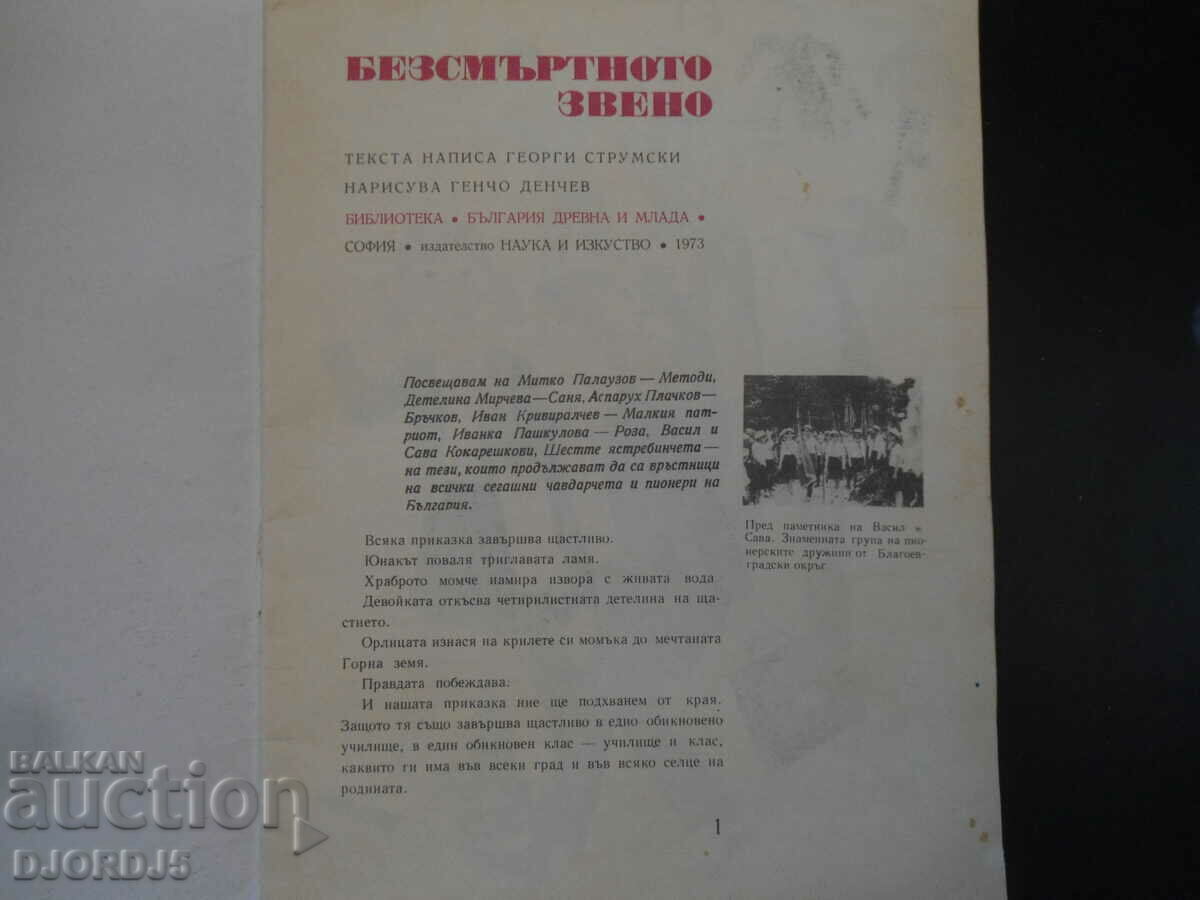 БЕЗСМЪРТНОТО
ЗВЕНО
ТЕКСТА НАПИСА ГЕОРГИ СТРУМСКИ
НАРИСУВА ГЕНЧО ДЕНЧЕВ
БИБЛИОТЕКА • БЪЛГАРИЯ ДРЕВНА И МЛАДА •
СОФИЯ • издателство НАУКА И ИЗКУСТВО • 1973
Посвещавам на Митко Палаузов — Методи,
Детелина Мирчева—Саня, Аспарух Плачков—
Бръчков, Иван Кривиралчев — Малкия пат-
риот, Иванка Пашкулова — Роза, Васил и
Сава Кокарешкови, Шестте ястребинчета —
на тези, които продължават да са връстници
на всички сегашни чавдарчета и пионери на
България.
Пред паметника на Васил и
Сава. Знаменната група на пио-
нерските дружини от Благоев-
градски окръг
Всяка приказка завършва щастливо.
Юнакът поваля триглавата ламя.
Храброто момче намира извора с живата вода
Девойката откъсва четирилистната детелина на ща-
стието.
Орлицата изнася на крилете си момъка до мечтаната
Горна земя.
Правдата побеждава.
И нашата приказка ние ще подхванем от края.
Защото тя също завършва щастливо в едно обикновено
училище, в един обикновен клас — училище и клас,
каквито ги има във всеки град и във всяко селце на
родината.
1
BALKAN
auction
DJORDJ5